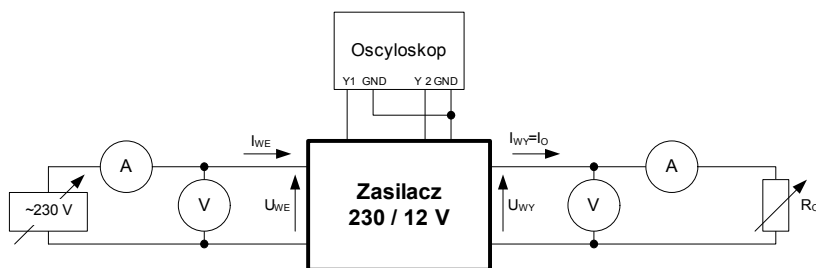 Oscyloskop
Y1 GND Y 2 GND
IWE
IWY=IO
A
A
~230 V
V
UWE
Zasilacz
230 / 12 V
UWY
V
RO